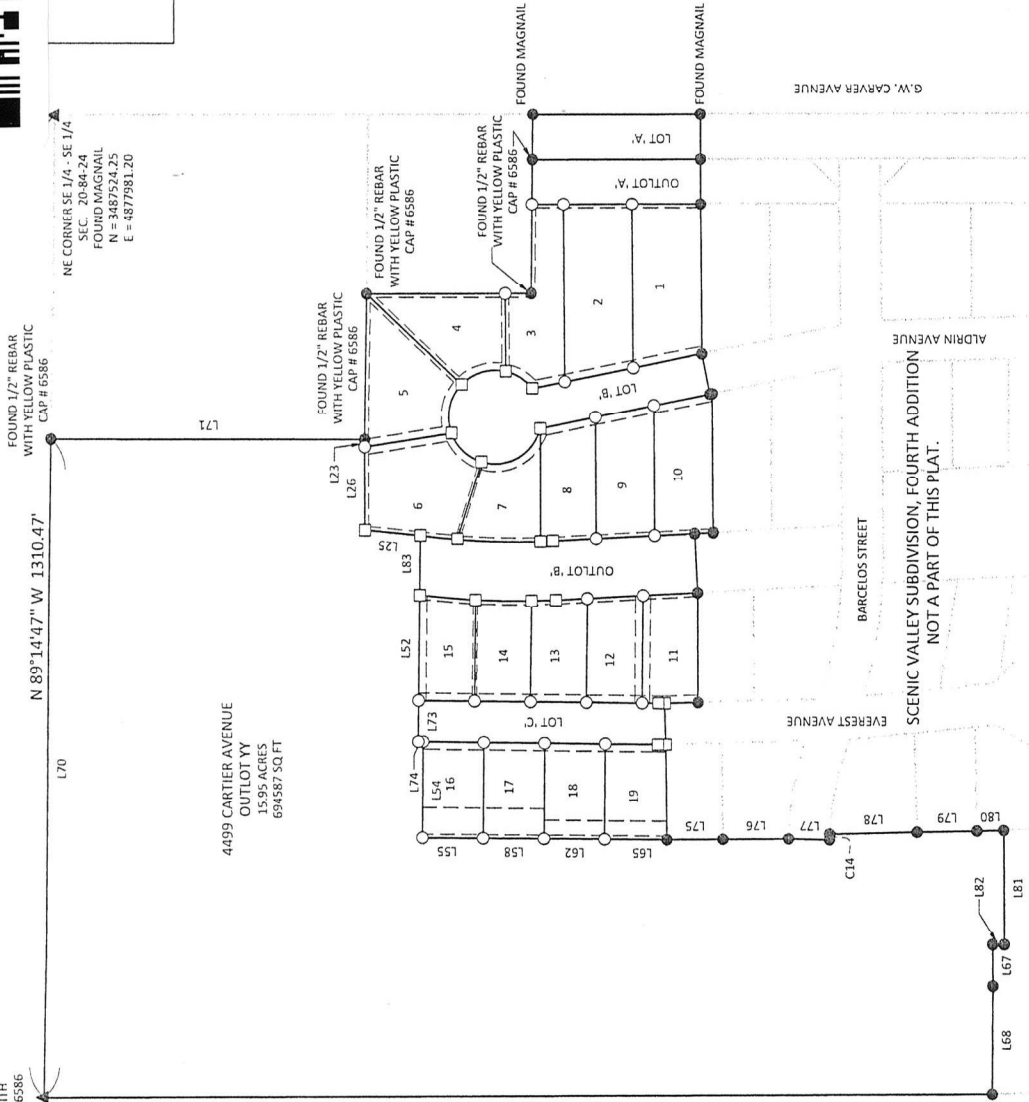 TH
6586
FOUND 1/2" REBAR
WITH YELLOW PLASTIC
CAP # 6586
N 89°14'47" W 1310.47'
L70
NE CORNER SE 1/4 - SE 1/4
SEC. 20-84-24
FOUND MAGNAIL
N = 3487524.25
E = 4877981.20
4499 CARTIER AVENUE
OUTLOT YY
15.95 ACRES
694587 SQ FT
L71
FOUND 1/2" REBAR
WITH YELLOW PLASTIC
CAP # 6586
FOUND 1/2" REBAR
WITH YELLOW PLASTIC
CAP # 6586
FOUND 1/2" REBAR
WITH YELLOW PLASTIC
CAP # 6586
FOUND MAGNAIL
FOUND MAGNAIL
L23
L26
L25
L83
L52
L73
L74
L54
L55
L58
L62
L65
5
4
3
2
1
6
7
8
9
10
15
14
13
12
11
16
17
18
19
LOT 'A'
OUTLOT 'A'
LOT 'B'
OUTLOT 'B'
LOT 'C'
G.W. CARVER AVENUE
ALDRIN AVENUE
BARCELOS STREET
EVEREST AVENUE
SCENIC VALLEY SUBDIVISION, FOURTH ADDITION
NOT A PART OF THIS PLAT.
L75
L76
L77
C14
L78
L79
L80
L81
L82
L67
L68